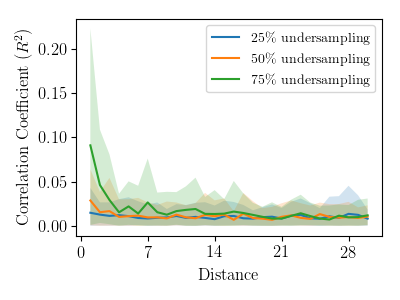 25% undersampling
50% undersampling
75% undersampling
Correlation Coefficient (R²)
0.20
0.15
0.10
0.05
0.00
0 7 14 21 28
Distance